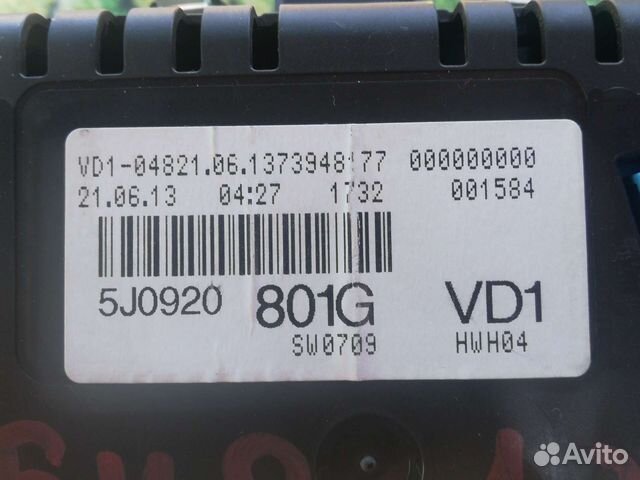 VD1-04821.06.1373948177 000000000
21.06.13 04:27 1732 001584
5J0920 801G VD1
SW0709 HWH04
Avito